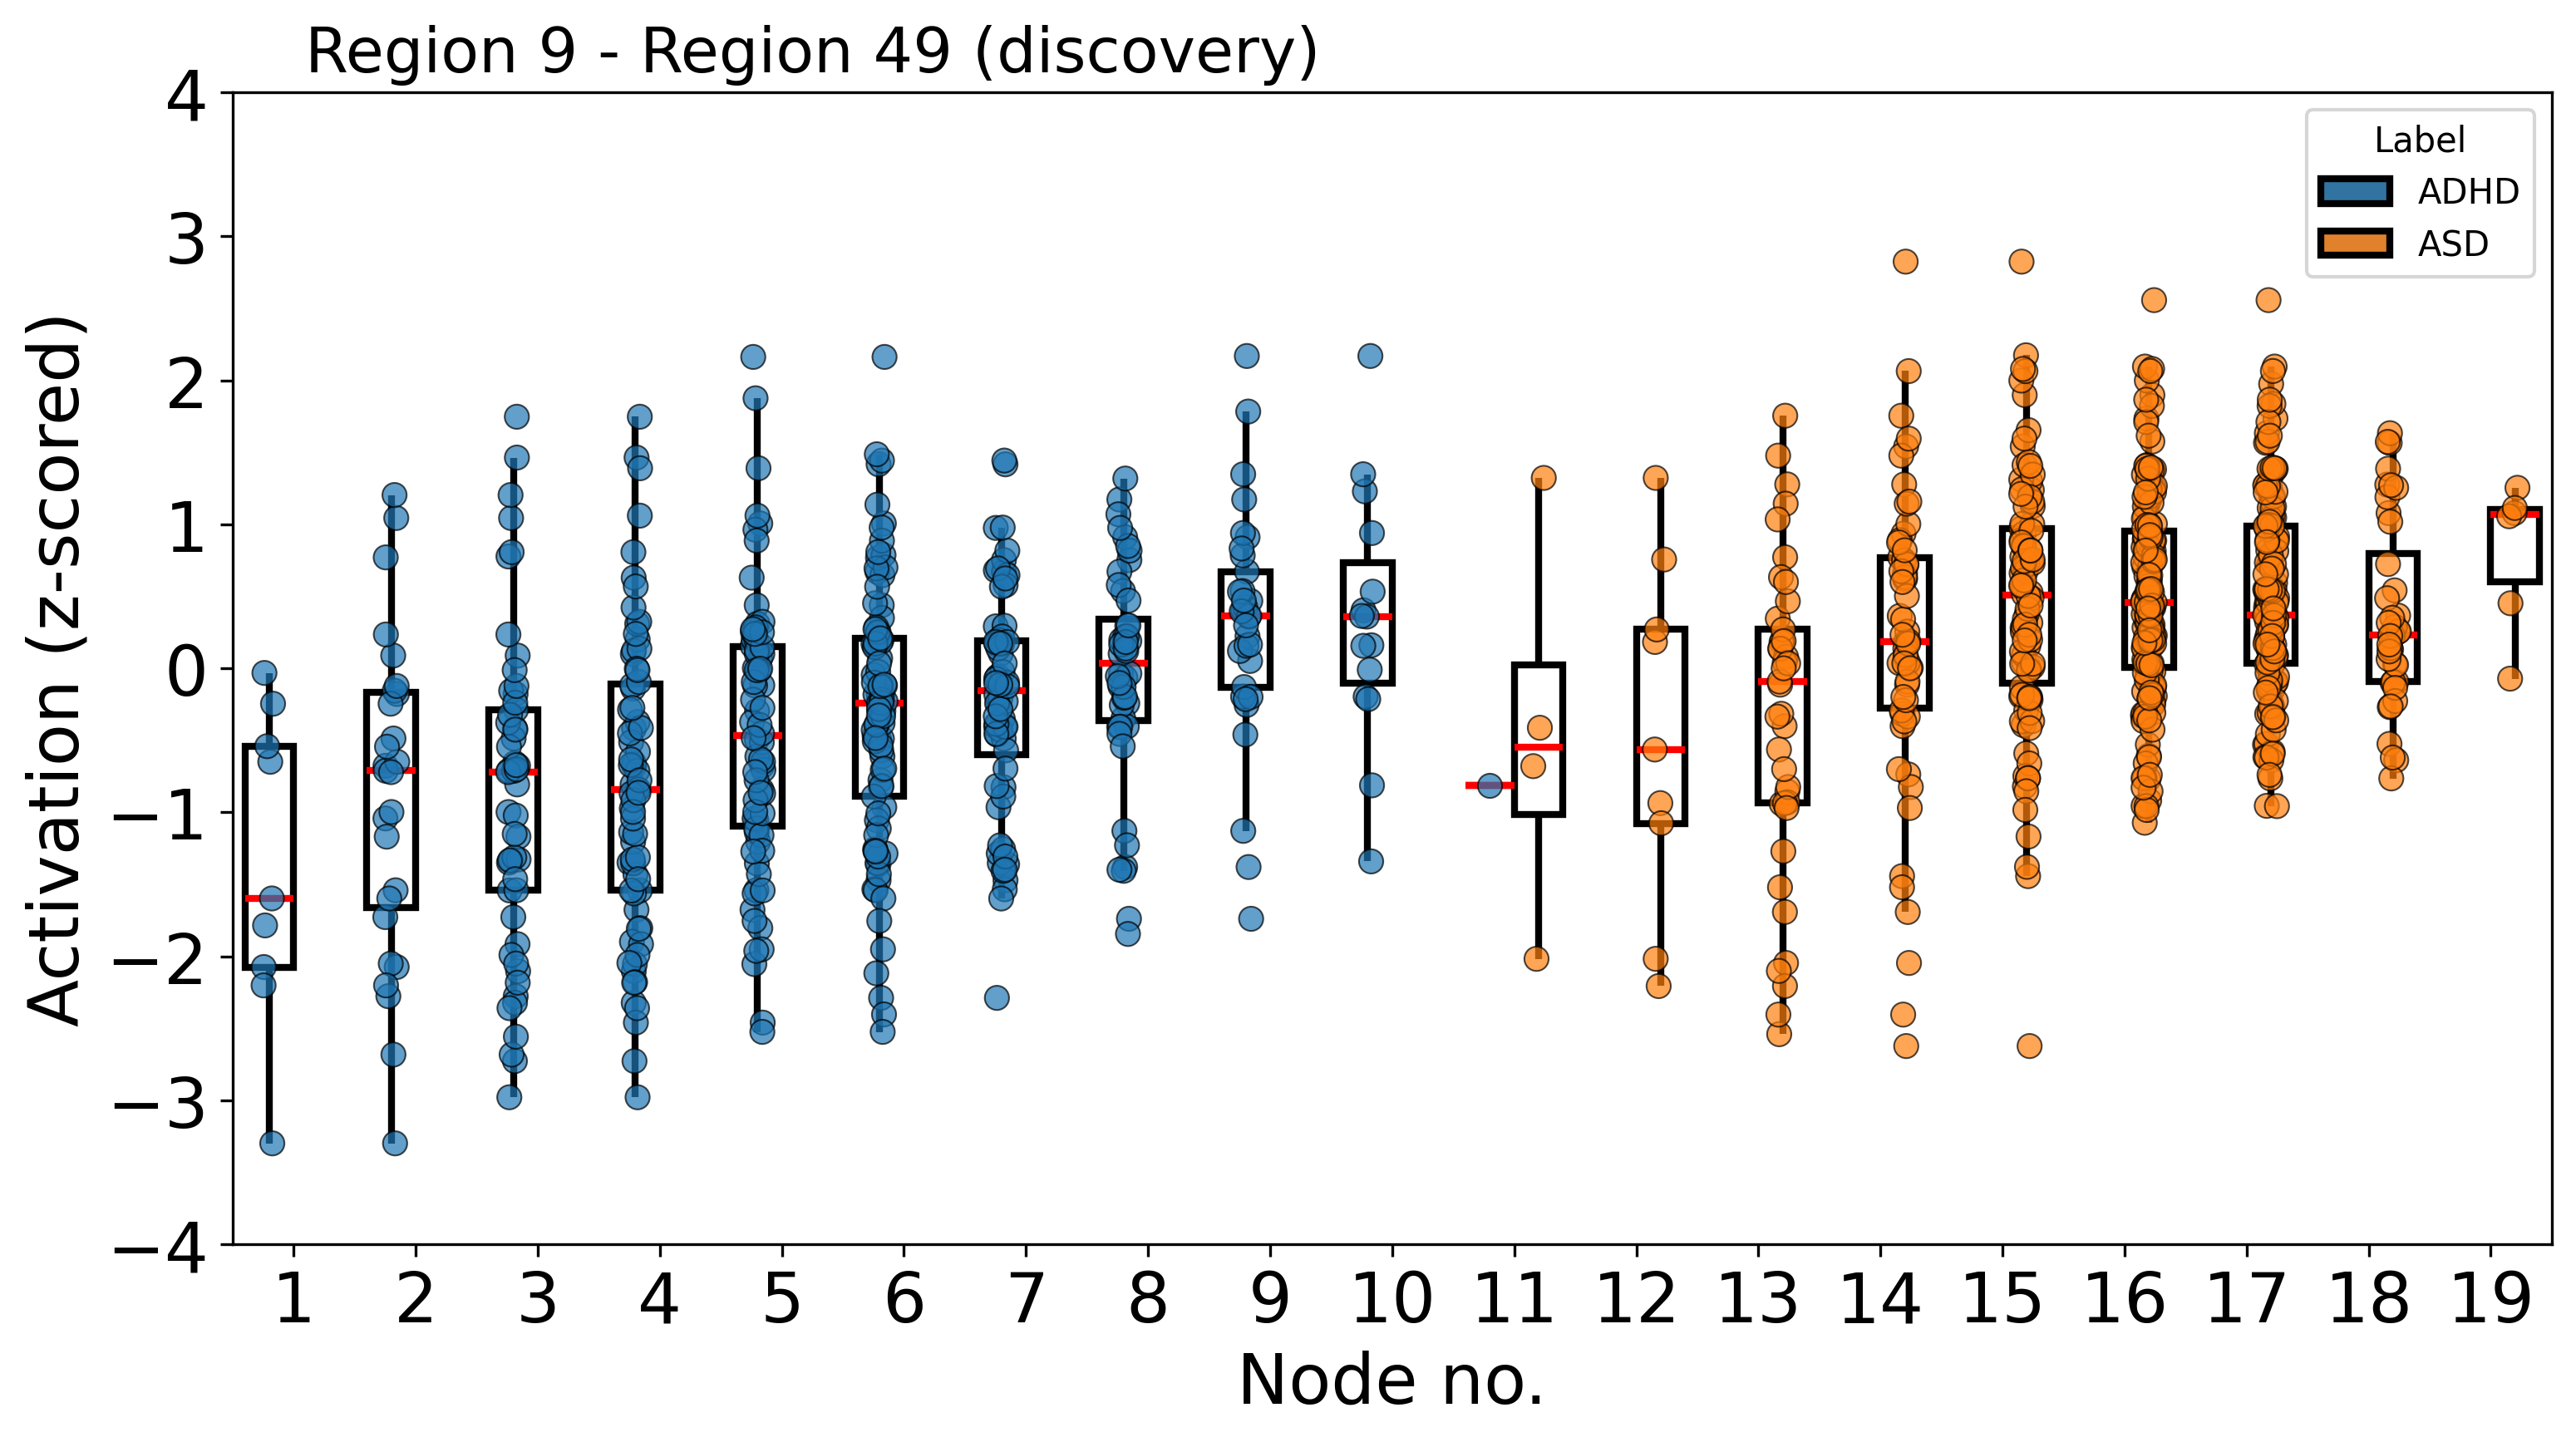 Region 9 - Region 49 (discovery)
4
3
2
1
0
−1
−2
−3
−4
Activation (z-scored)
Label
ADHD
ASD
1 2 3 4 5 6 7 8 9 10 11 12 13 14 15 16 17 18 19
Node no.